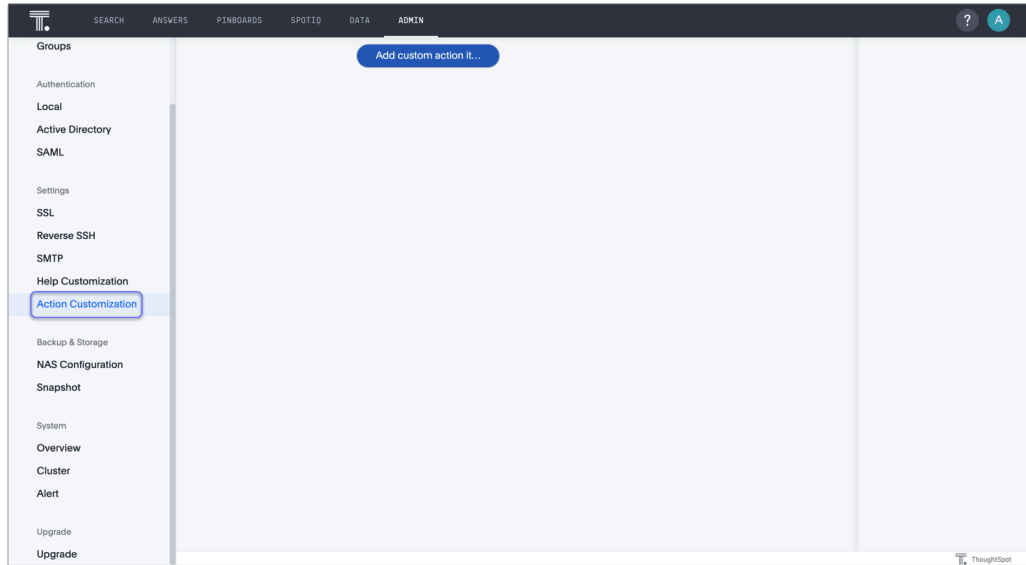 SEARCH ANSWERS PINBOARDS SPOTIQ DATA ADMIN ? A
Groups
Add custom action it...
Authentication
Local
Active Directory
SAML
Settings
SSL
Reverse SSH
SMTP
Help Customization
Action Customization
Backup & Storage
NAS Configuration
Snapshot
System
Overview
Cluster
Alert
Upgrade
Upgrade
ThoughtSpot